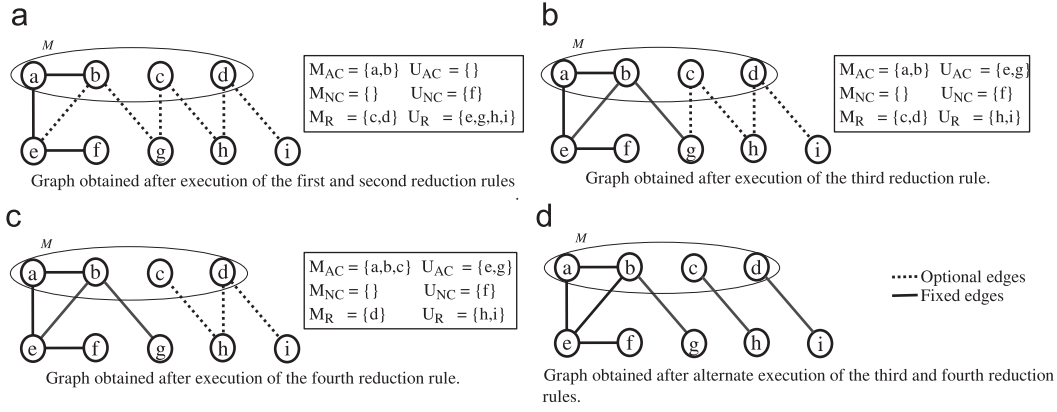 a
M
a b c d
e f g h i
M_AC = {a,b} U_AC = {}
M_NC = {} U_NC = {f}
M_R = {c,d} U_R = {e,g,h,i}
Graph obtained after execution of the first and second reduction rules
.
b
M
a b c d
e f g h i
M_AC = {a,b} U_AC = {e,g}
M_NC = {} U_NC = {f}
M_R = {c,d} U_R = {h,i}
Graph obtained after execution of the third reduction rule.
c
M
a b c d
e f g h i
M_AC = {a,b,c} U_AC = {e,g}
M_NC = {} U_NC = {f}
M_R = {d} U_R = {h,i}
Graph obtained after execution of the fourth reduction rule.
d
M
a b c d
e f g h i
Optional edges
Fixed edges
Graph obtained after alternate execution of the third and fourth reduction
rules.